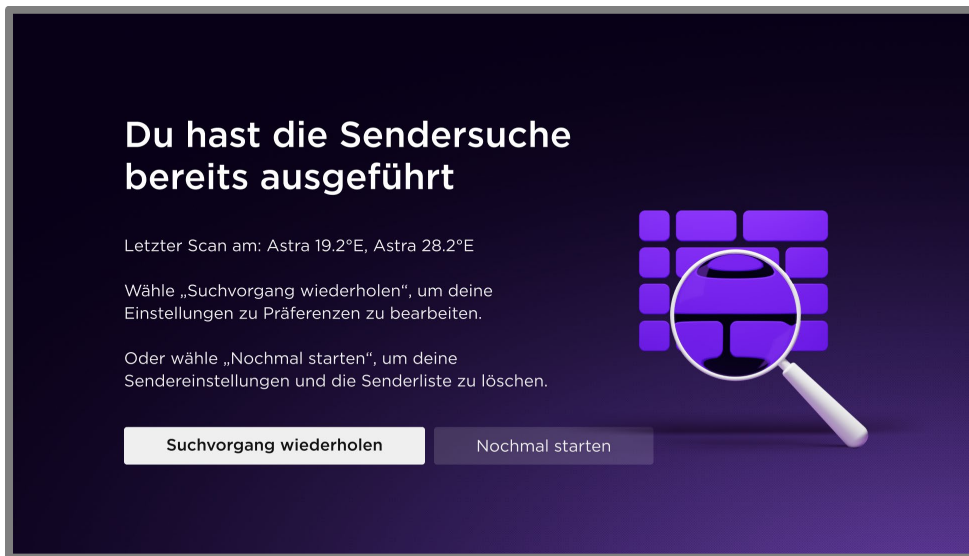 Du hast die Sendersuche
bereits ausgeführt
Letzter Scan am: Astra 19.2°E, Astra 28.2°E
Wähle „Suchvorgang wiederholen“, um deine
Einstellungen zu Präferenzen zu bearbeiten.
Oder wähle „Nochmal starten“, um deine
Sendereinstellungen und die Senderliste zu löschen.
Suchvorgang wiederholen
Nochmal starten